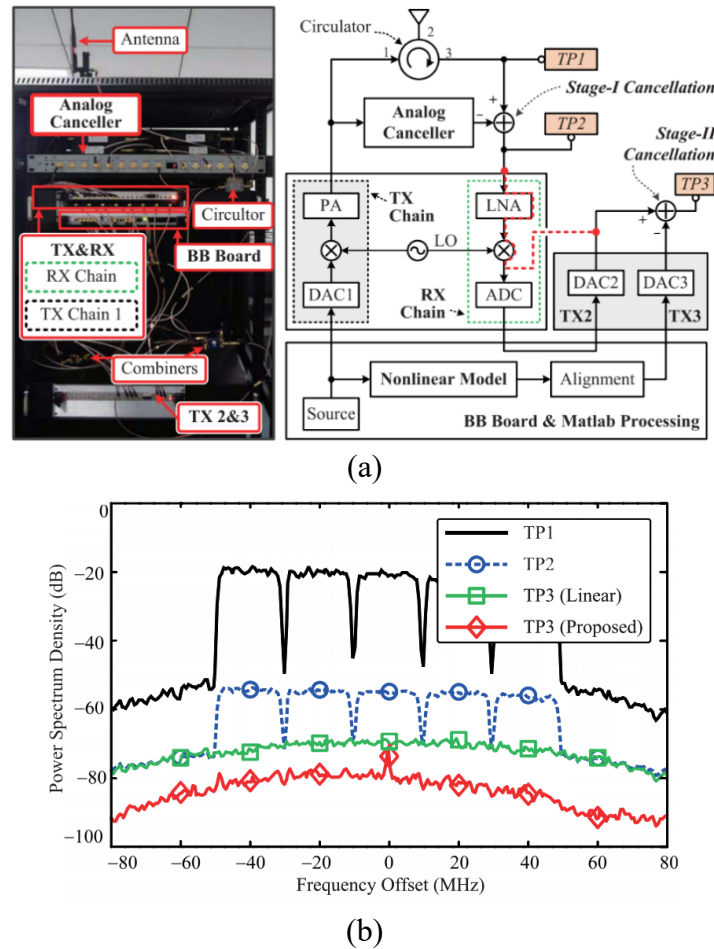 Antenna
Analog
Canceller
Circultor
TX&RX
RX Chain
TX Chain 1
BB Board
Combiners
TX 2&3
Circulator
1
2
3
TP1
Stage-I Cancellation
Analog
Canceller
−
+
TP2
Stage-II
Cancellation
TP3
+
−
PA
TX
Chain
LNA
LO
DAC1
RX
Chain
ADC
DAC2
DAC3
TX2
TX3
Nonlinear Model
Alignment
Source
BB Board & Matlab Processing
(a)
Power Spectrum Density (dB)
0
−20
−40
−60
−80
−100
TP1
TP2
TP3 (Linear)
TP3 (Proposed)
−80
−60
−40
−20
0
20
40
60
80
Frequency Offset (MHz)
(b)